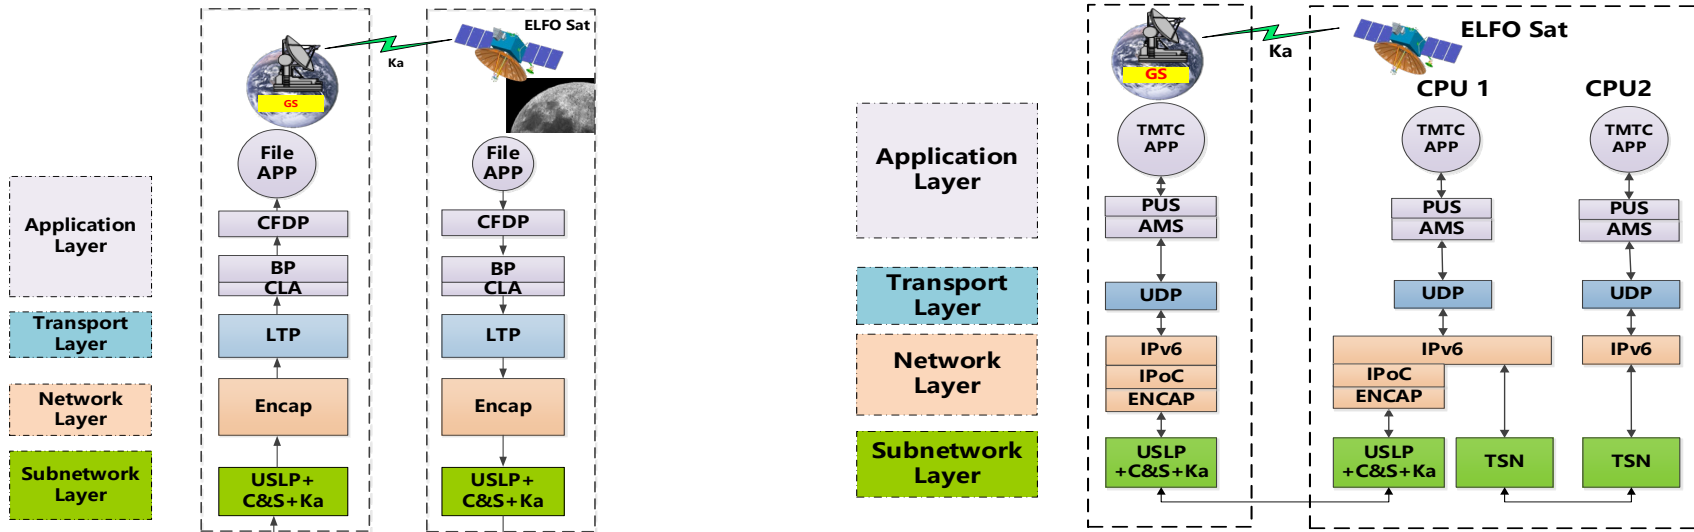 ELFO Sat
Ka
GS
File
APP
File
APP
Application
Layer
CFDP
CFDP
BP
CLA
BP
CLA
Transport
Layer
LTP
LTP
Network
Layer
Encap
Encap
Subnetwork
Layer
USLP+
C&S+Ka
USLP+
C&S+Ka
ELFO Sat
Ka
GS
CPU 1
CPU2
TMTC
APP
TMTC
APP
TMTC
APP
Application
Layer
PUS
AMS
PUS
AMS
PUS
AMS
Transport
Layer
UDP
UDP
UDP
Network
Layer
IPv6
IPoC
ENCAP
IPv6
IPoC
ENCAP
IPv6
Subnetwork
Layer
USLP
+C&S+Ka
USLP
+C&S+Ka
TSN
TSN